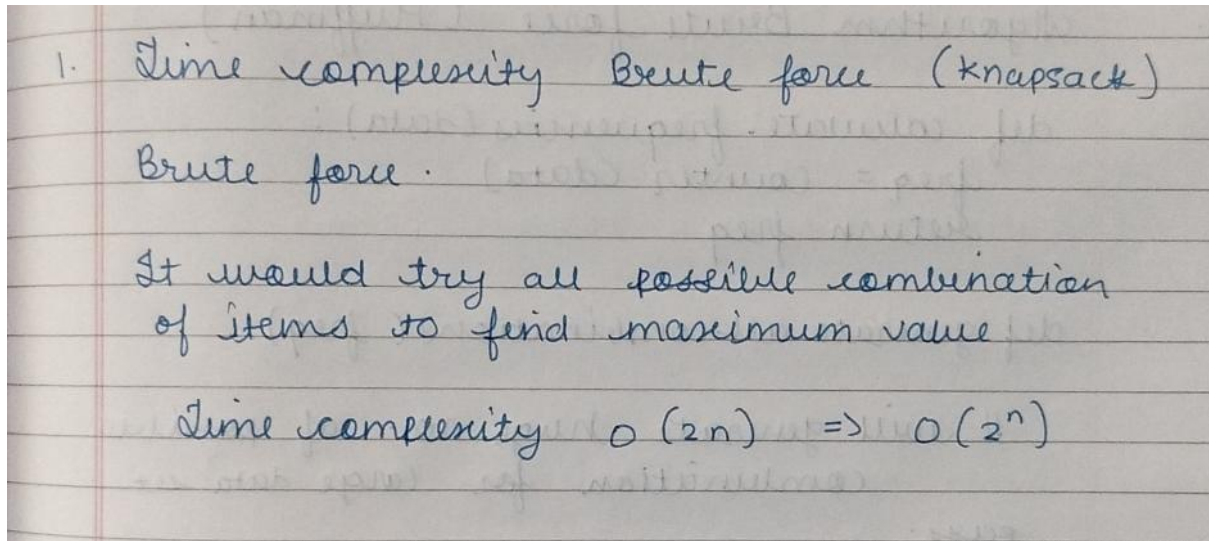 1. Time complexity Brute force (Knapsack)
Brute force.
It would try all possible combination
of items to find maximum value
Time complexity O (2n) => O(2ⁿ)